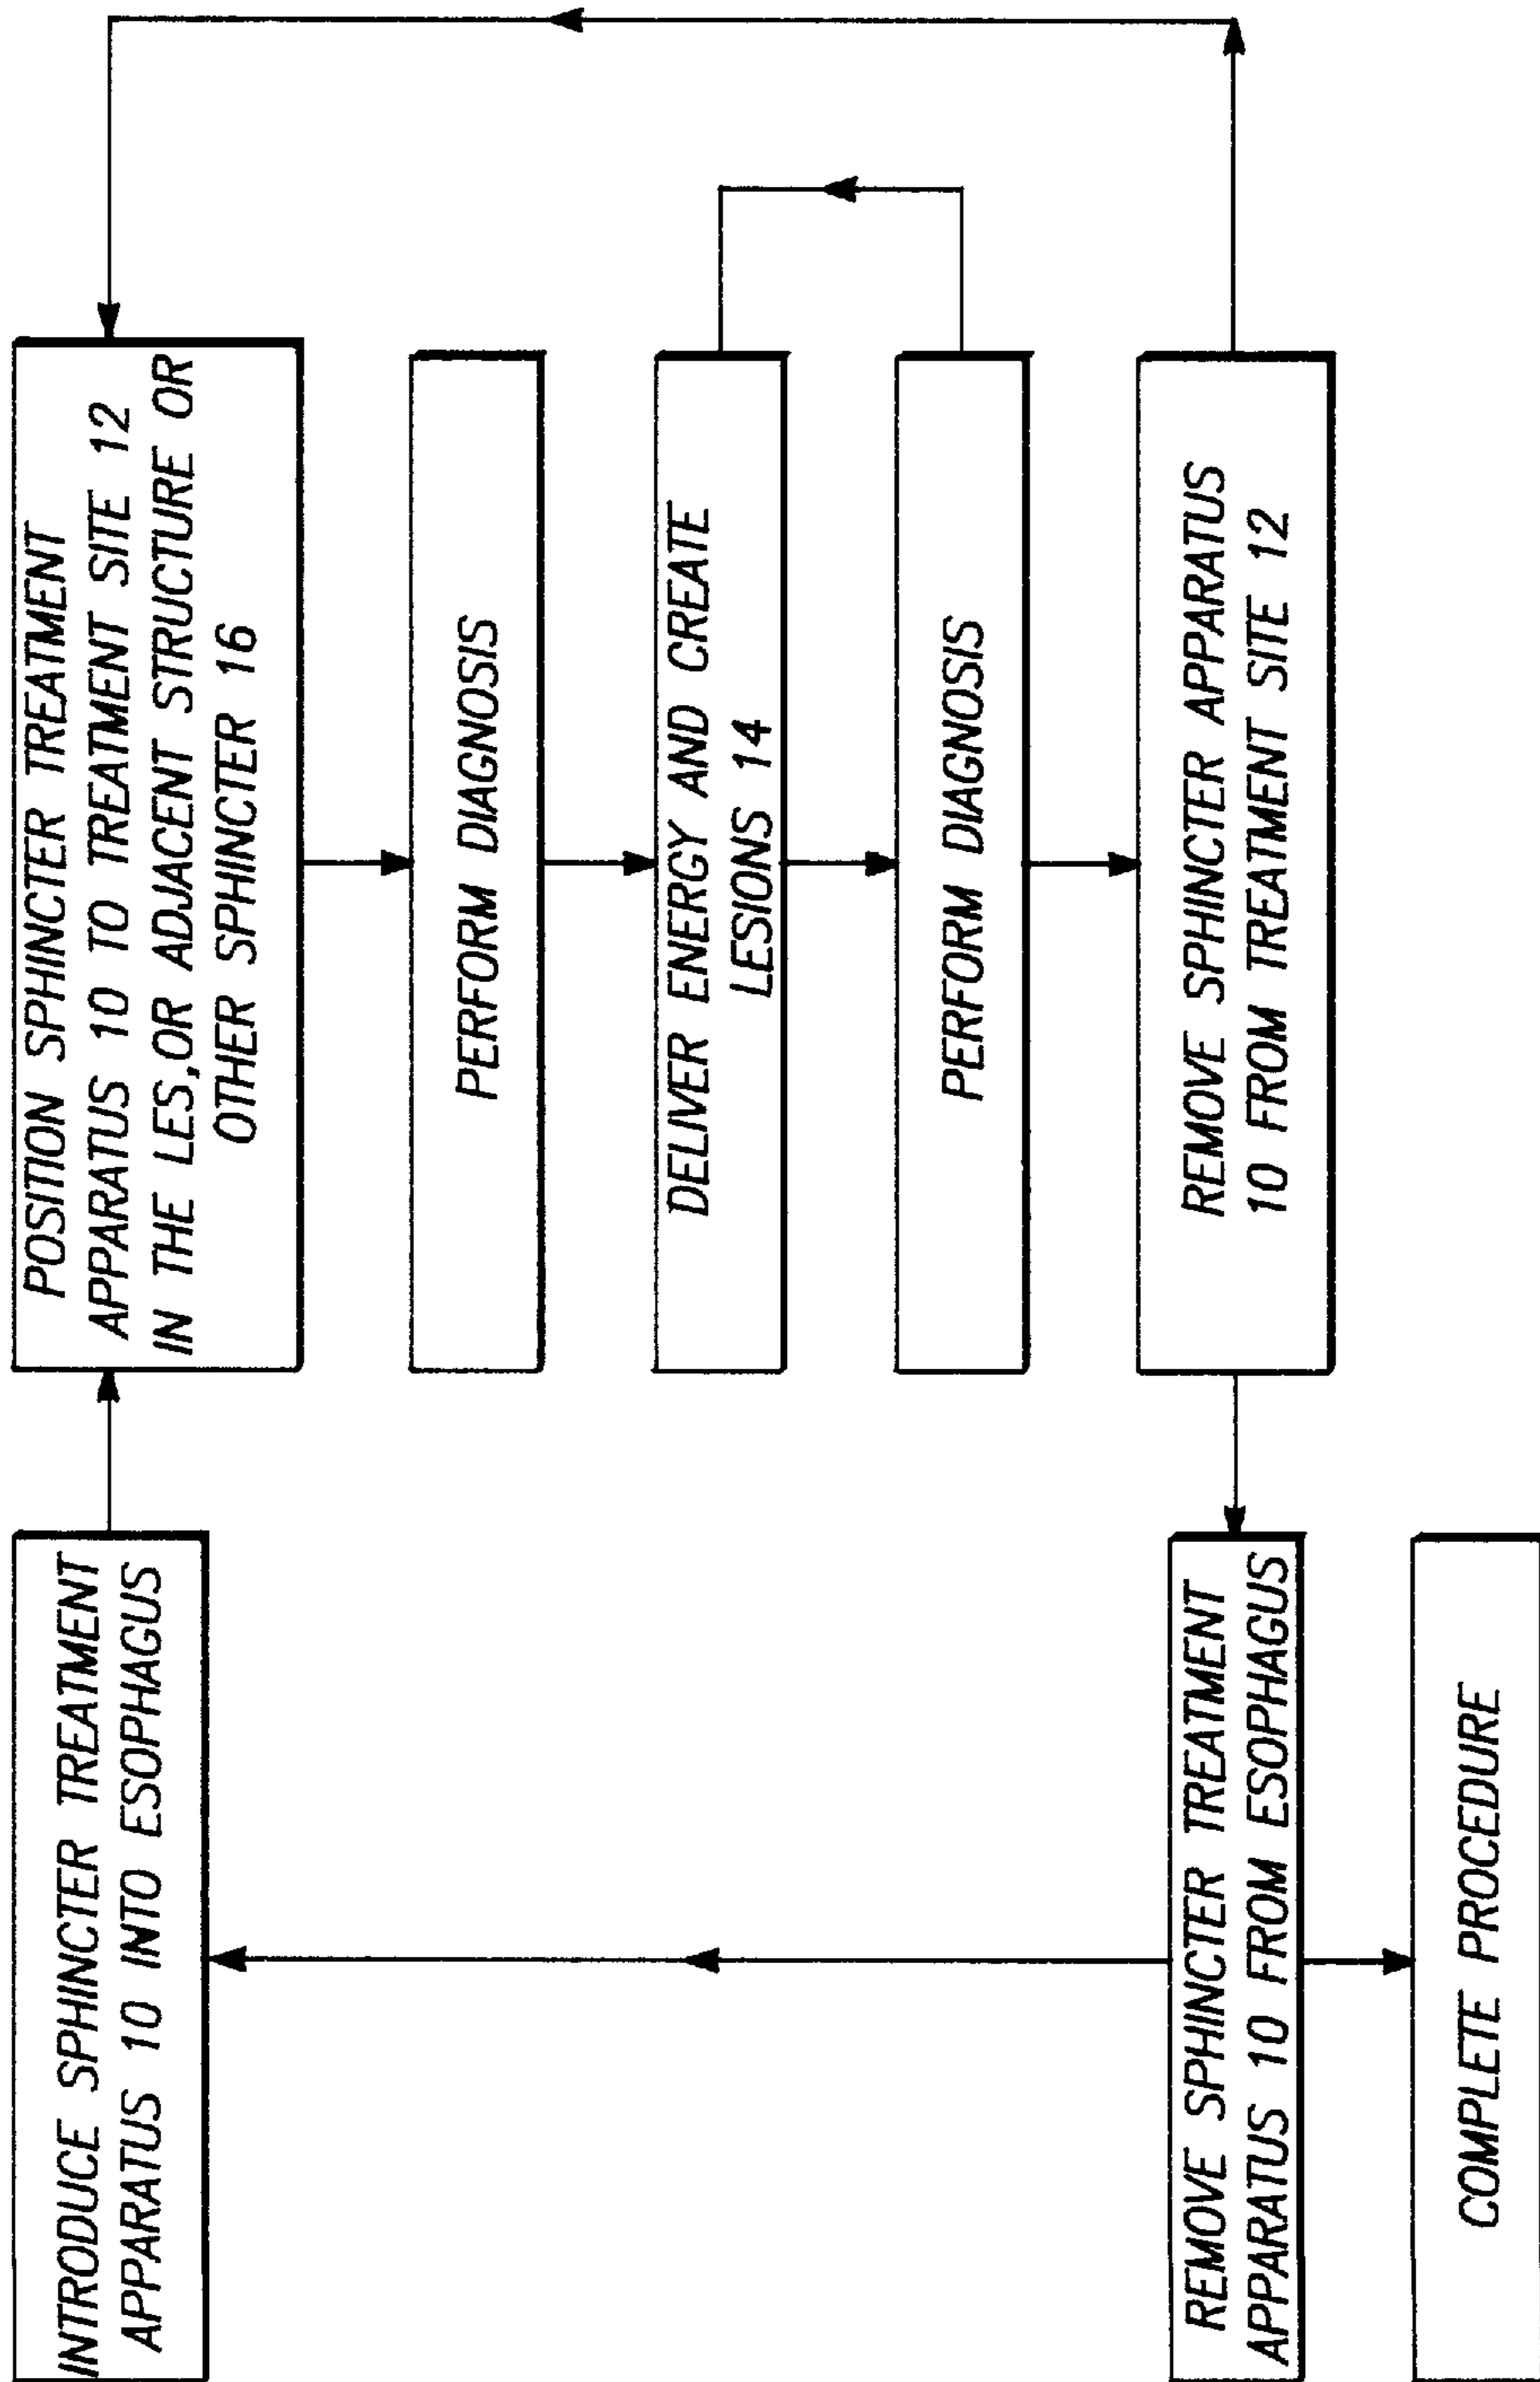 INTRODUCE SPHINCTER TREATMENT
APPARATUS 10 INTO ESOPHAGUS
POSITION SPHINCTER TREATMENT
APPARATUS 10 TO TREATMENT SITE 12
IN THE LES,OR ADJACENT STRUCTURE OR
OTHER SPHINCTER 16
PERFORM DIAGNOSIS
DELIVER ENERGY AND CREATE
LESIONS 14
PERFORM DIAGNOSIS
REMOVE SPHINCTER APPARATUS
10 FROM TREATMENT SITE 12
REMOVE SPHINCTER TREATMENT
APPARATUS 10 FROM ESOPHAGUS
COMPLETE PROCEDURE